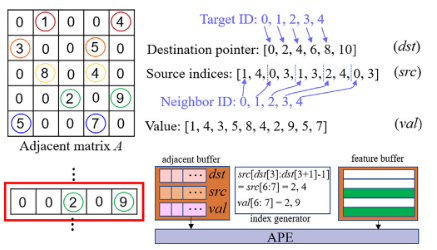 Target ID: 0, 1, 2, 3, 4
0 1 0 0 4
3 0 0 5 0
0 8 0 4 0
0 0 2 0 9
5 0 0 7 0
Adjacent matrix A
Destination pointer: [0, 2, 4, 6, 8, 10] (dst)
Source indices: [1, 4, 0, 3, 1, 3, 2, 4, 0, 3] (src)
Neighbor ID: 0, 1, 2, 3, 4
Value: [1, 4, 3, 5, 8, 4, 2, 9, 5, 7] (val)
0 0 2 0 9
adjacent buffer
... dst
... src
... val
src[dst[3]:dst[3+1]-1]
= src[6:7] = 2, 4
val[6: 7] = 2, 9
index generator
feature buffer
APE